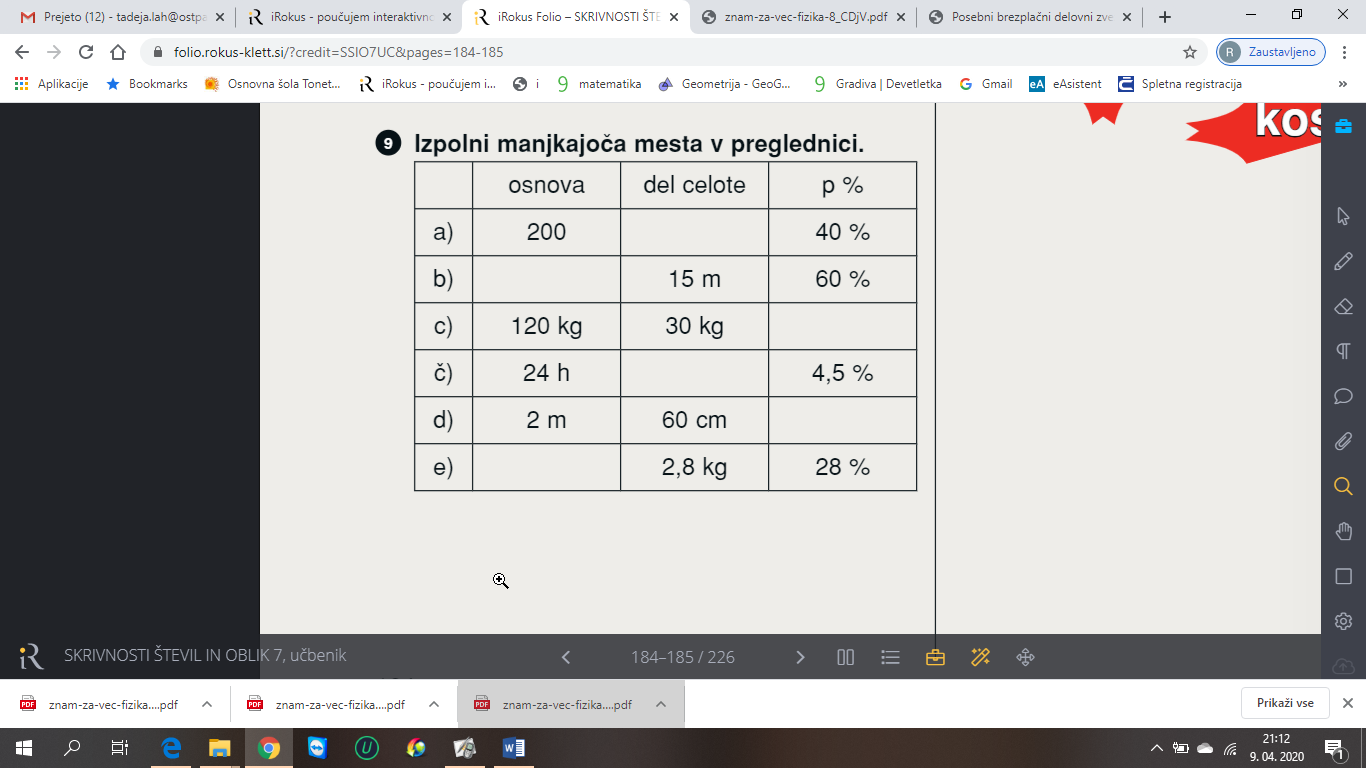 Prejeto (12) - tadeja.lah@ostpa
iRokus - poučujem interaktivno
iRokus Folio – SKRIVNOSTI ŠTE
znam-za-vec-fizika-8_CDjV.pdf
Posebni brezplačni delovni zve
folio.rokus-klett.si/?credit=SSIO7UC&pages=184-185
R Zaustavljeno
Aplikacije Bookmarks Osnovna šola Tonet... iRokus - poučujem i... i matematika Geometrija - GeoG... Gradiva | Devetletka Gmail eAsistent Spletna registracija »
kos
9 Izpolni manjkajoča mesta v preglednici.
osnova del celote p %
a) 200 40 %
b) 15 m 60 %
c) 120 kg 30 kg
č) 24 h 4,5 %
d) 2 m 60 cm
e) 2,8 kg 28 %
iR SKRIVNOSTI ŠTEVIL IN OBLIK 7, učbenik 184–185 / 226
znam-za-vec-fizika....pdf znam-za-vec-fizika....pdf znam-za-vec-fizika....pdf Prikaži vse
21:12
9. 04. 2020
1